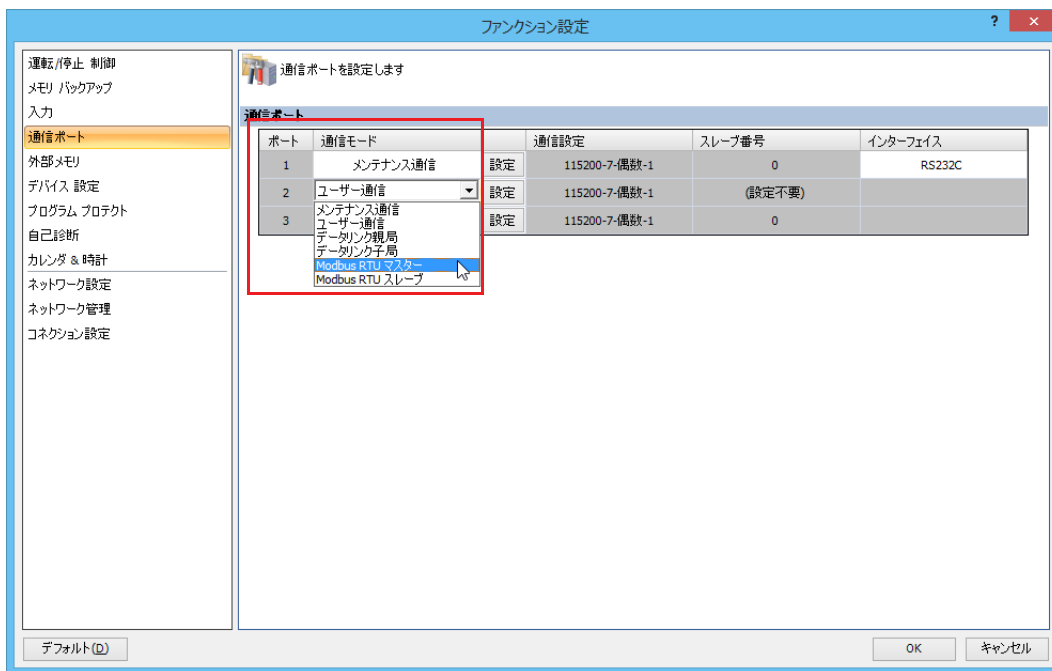 ファンクション設定
?
×
運転/停止 制御
メモリ バックアップ
入力
通信ポート
外部メモリ
デバイス 設定
プログラム プロテクト
自己診断
カレンダ & 時計
ネットワーク設定
ネットワーク管理
コネクション設定
通信ポートを設定します
通信ポート
ポート 通信モード 通信設定 スレーブ番号 インターフェイス
1 メンテナンス通信 設定 115200-7-偶数-1 0 RS232C
2 ユーザー通信 設定 115200-7-偶数-1 (設定不要)
3 設定 115200-7-偶数-1 0
メンテナンス通信
ユーザー通信
データリンク親局
データリンク子局
Modbus RTU マスター
Modbus RTU スレーブ
デフォルト(D)
OK
キャンセル